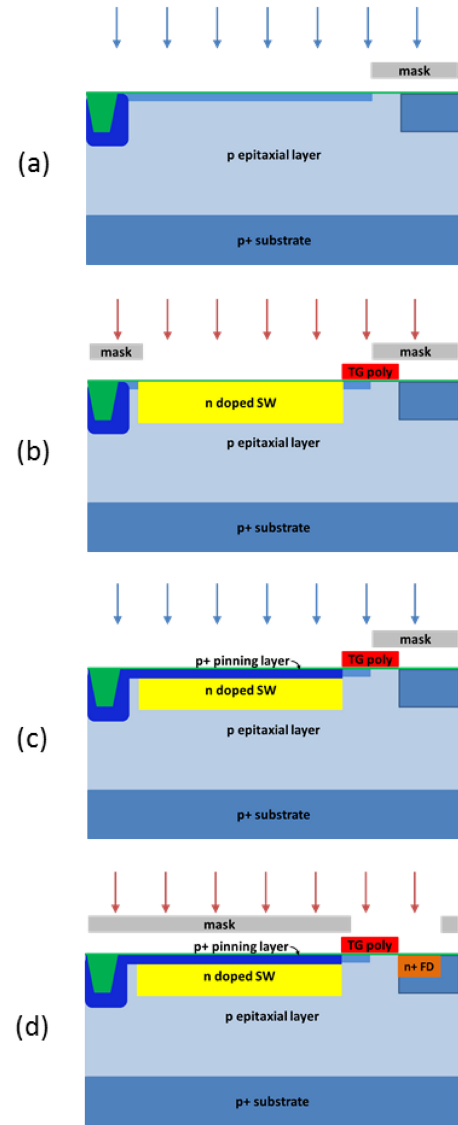 mask
(a)
p epitaxial layer
p+ substrate
mask
mask
TG poly
n doped SW
(b)
p epitaxial layer
p+ substrate
mask
p+ pinning layer
TG poly
n doped SW
(c)
p epitaxial layer
p+ substrate
mask
p+ pinning layer
TG poly
n+ FD
n doped SW
(d)
p epitaxial layer
p+ substrate